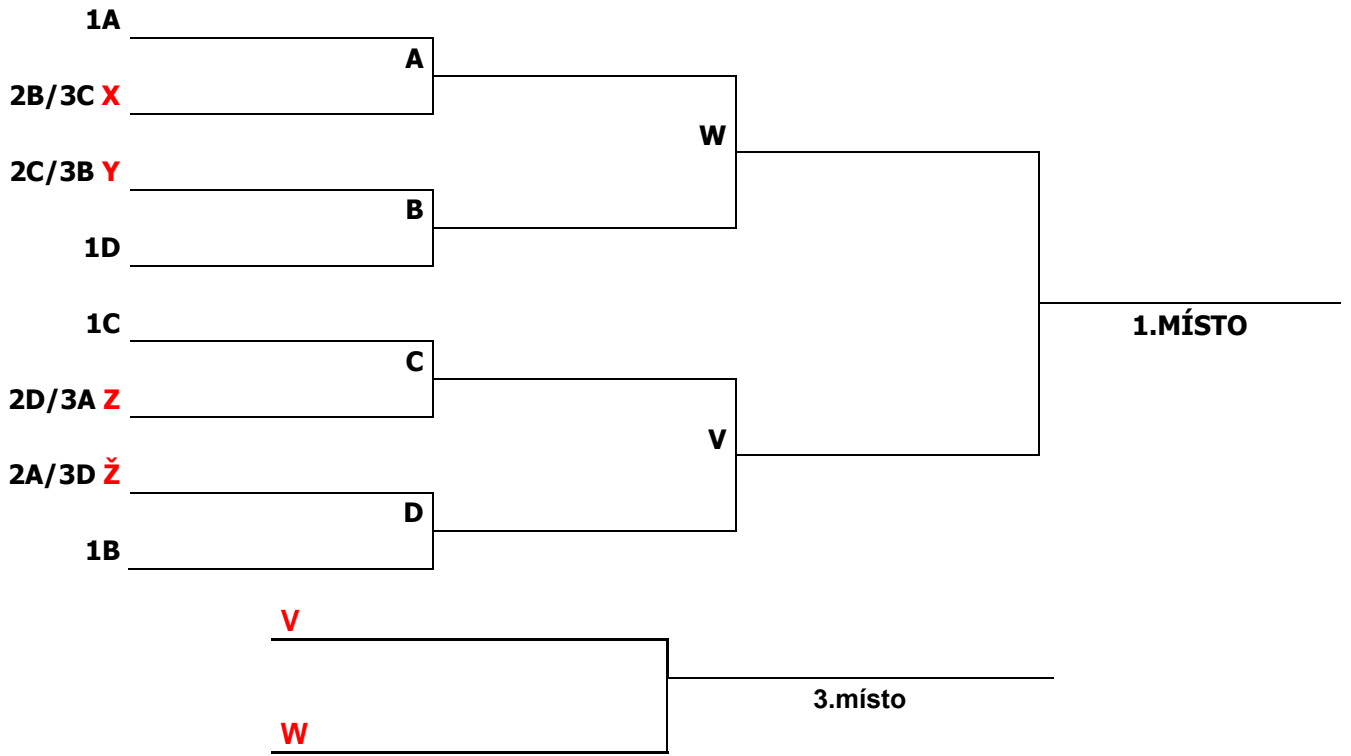 1A
A
2B/3C X
W
2C/3B Y
B
1D
1C
1.MÍSTO
C
2D/3A Z
V
2A/3D Ž
D
1B
V
3.místo
W